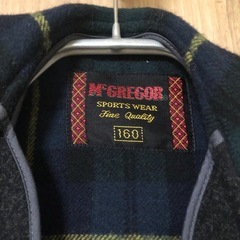 McGREGOR
SPORTS WEAR
Fine Quality
160